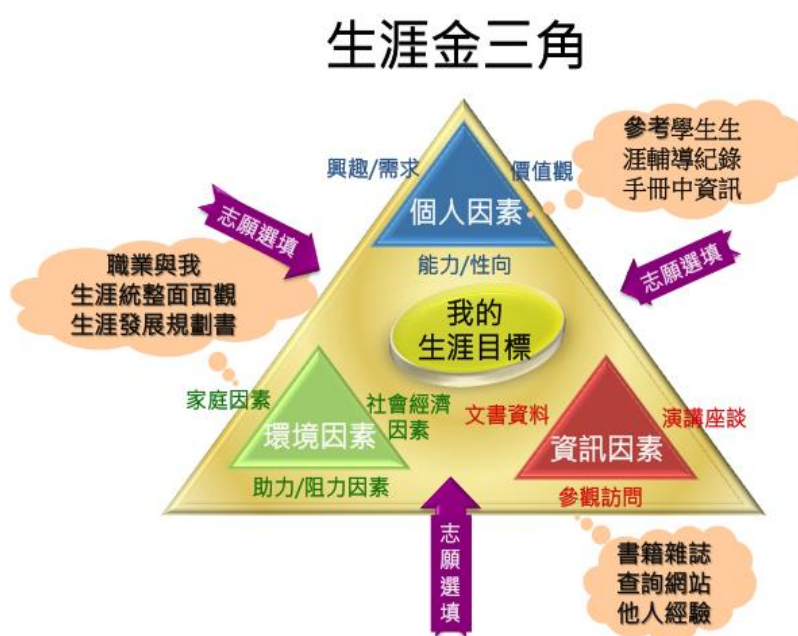 生涯金三角
參考學生生
涯輔導紀錄
手冊中資訊
興趣/需求
價值觀
個人因素
能力/性向
志願選填
志願選填
職業與我
生涯統整面面觀
生涯發展規劃書
我的
生涯目標
家庭因素
社會經濟
因素
環境因素
助力/阻力因素
文書資料
演講座談
資訊因素
參觀訪問
志願選填
書籍雜誌
查詢網站
他人經驗